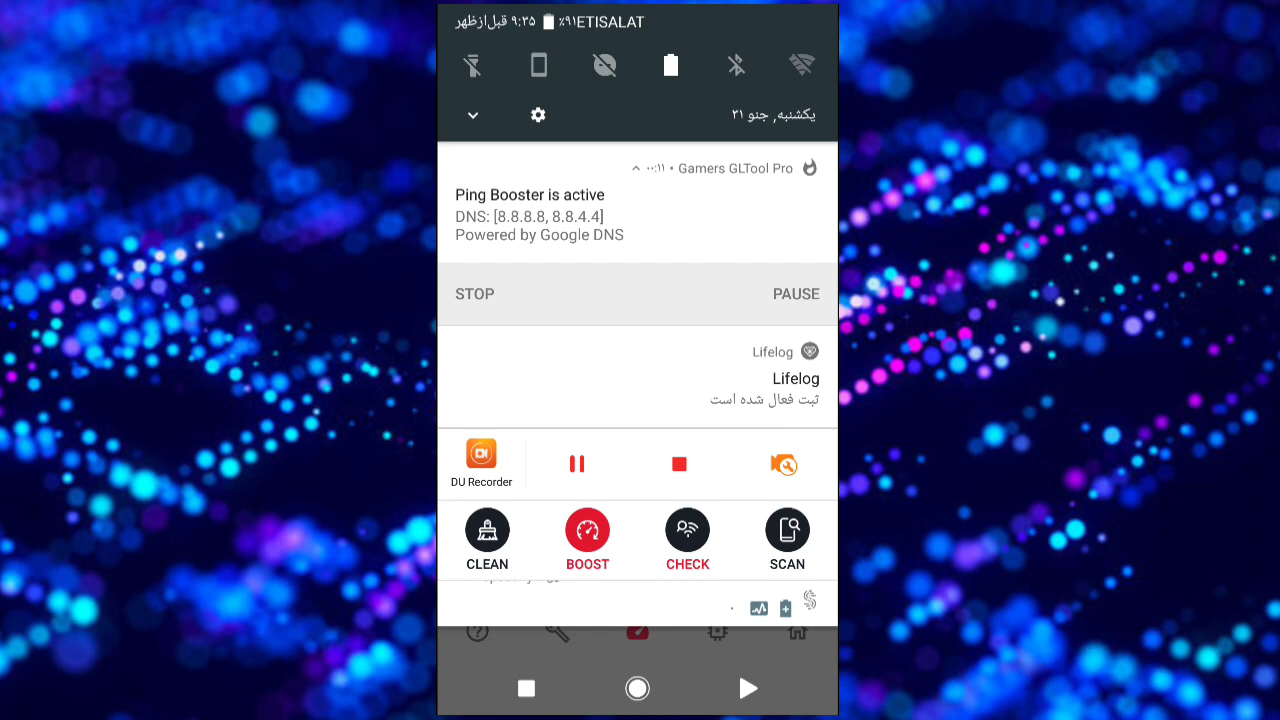 ۹:۳۵ قبل‌ازظهر ٪۹۱ ETISALAT
یکشنبه, جنو ۳۱
Gamers GLTool Pro • ۰۰:۱۱
Ping Booster is active
DNS: [8.8.8.8, 8.8.4.4]
Powered by Google DNS
STOP PAUSE
Lifelog
Lifelog
ثبت فعال شده است
DU Recorder
CLEAN BOOST CHECK SCAN